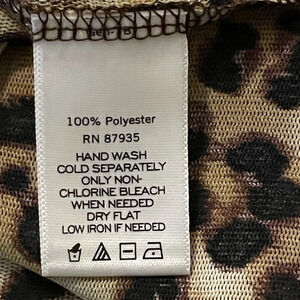 100% Polyester
RN 87935
HAND WASH
COLD SEPARATELY
ONLY NON-
CHLORINE BLEACH
WHEN NEEDED
DRY FLAT
LOW IRON IF NEEDED